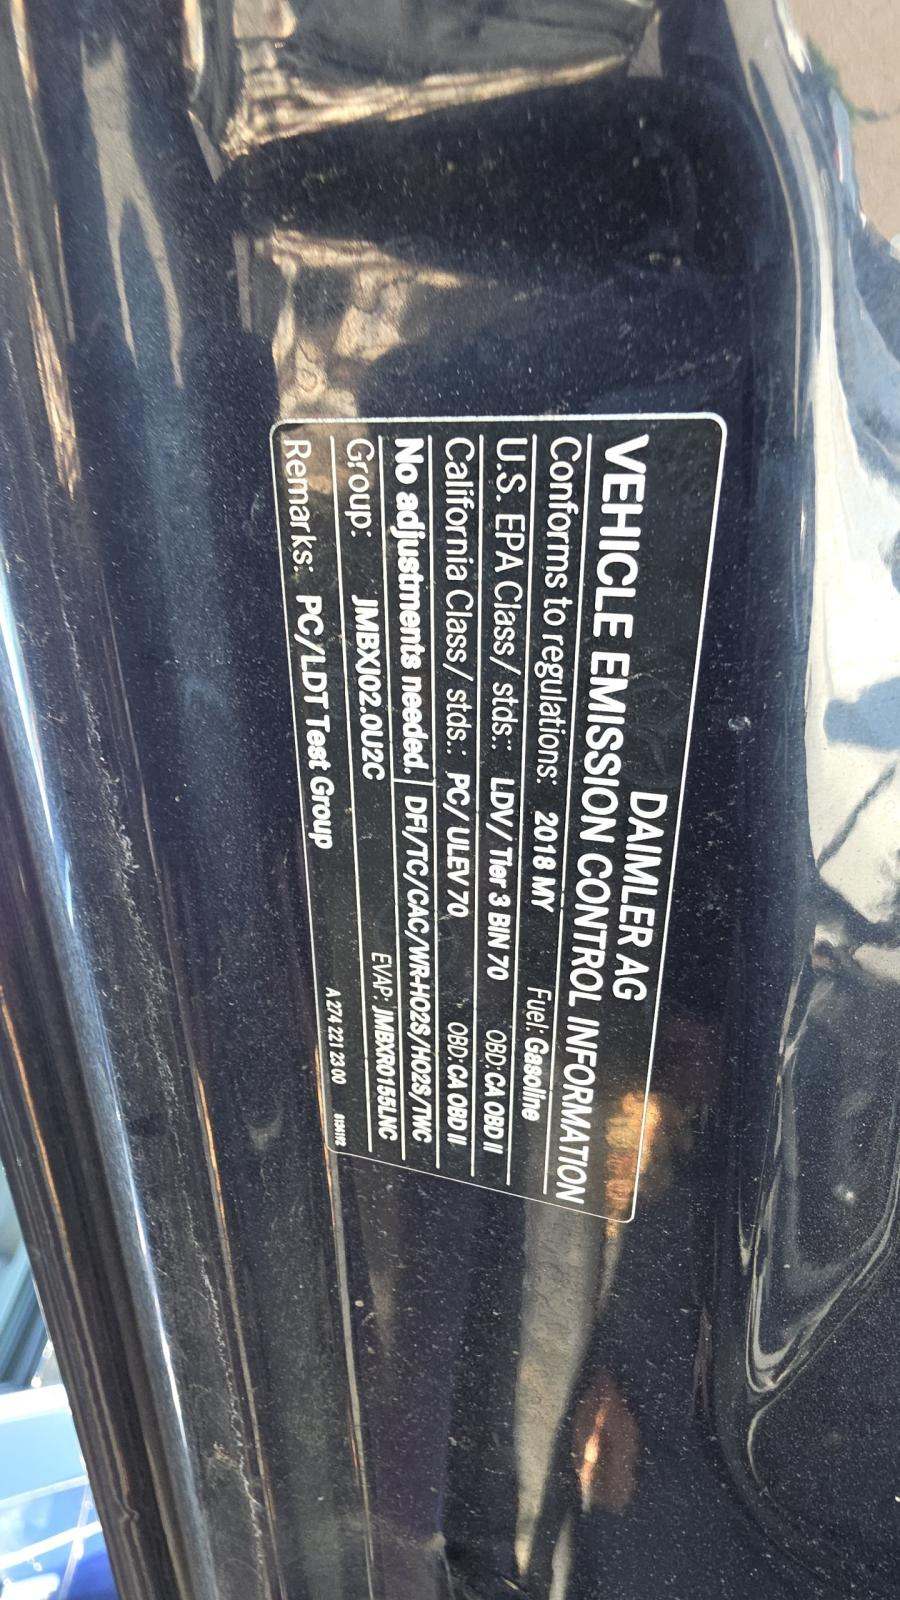 DAIMLER AG
VEHICLE EMISSION CONTROL INFORMATION
Conforms to regulations: 2018 MY Fuel: Gasoline
U.S. EPA Class/ stds.: LDV/ Tier 3 BIN 70 OBD: CA OBD II
California Class/ stds.: PC/ ULEV 70 OBD: CA OBD II
No adjustments needed. DFI/TC/CAC/WR-HO2S/HO2S/TWC
Group: JMBXJ02.0U2C EVAP: JMBXR0155LNC
Remarks: PC/LDT Test Group A 274 221 23 00